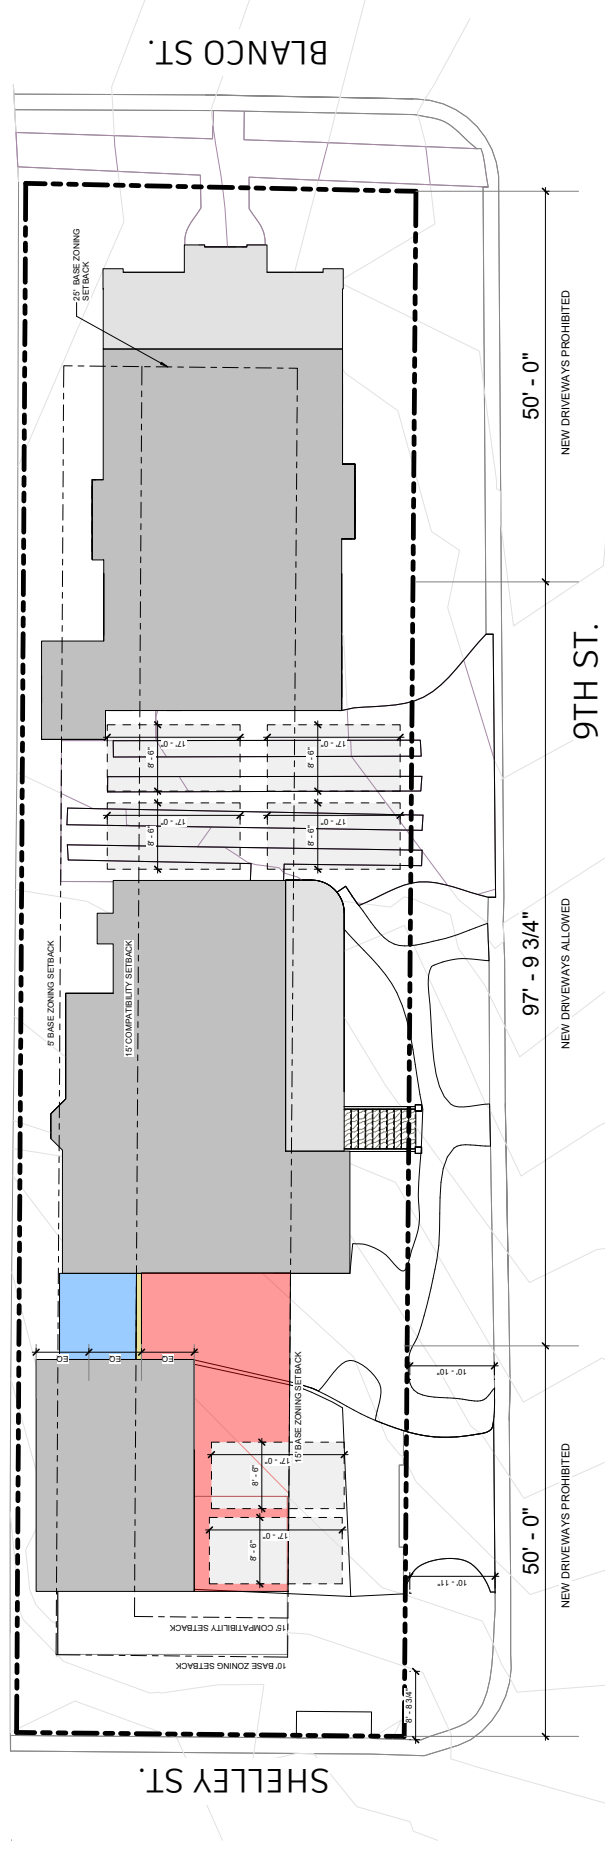 BLANCO ST.
25' BASE ZONING
SETBACK
50' - 0"
NEW DRIVEWAYS PROHIBITED
9TH ST.
17' - 0"
17' - 0"
8' - 6"
8' - 6"
17' - 0"
17' - 0"
8' - 6"
8' - 6"
5' BASE ZONING SETBACK
15' COMPATIBILITY SETBACK
97' - 9 3/4"
NEW DRIVEWAYS ALLOWED
EQ
EQ
EQ
15' BASE ZONING SETBACK
10' - 10"
17' - 0"
8' - 6"
17' - 0"
8' - 6"
50' - 0"
NEW DRIVEWAYS PROHIBITED
10' - 11"
15' COMPATIBILITY SETBACK
10' BASE ZONING SETBACK
8' - 8 3/4"
SHELLEY ST.